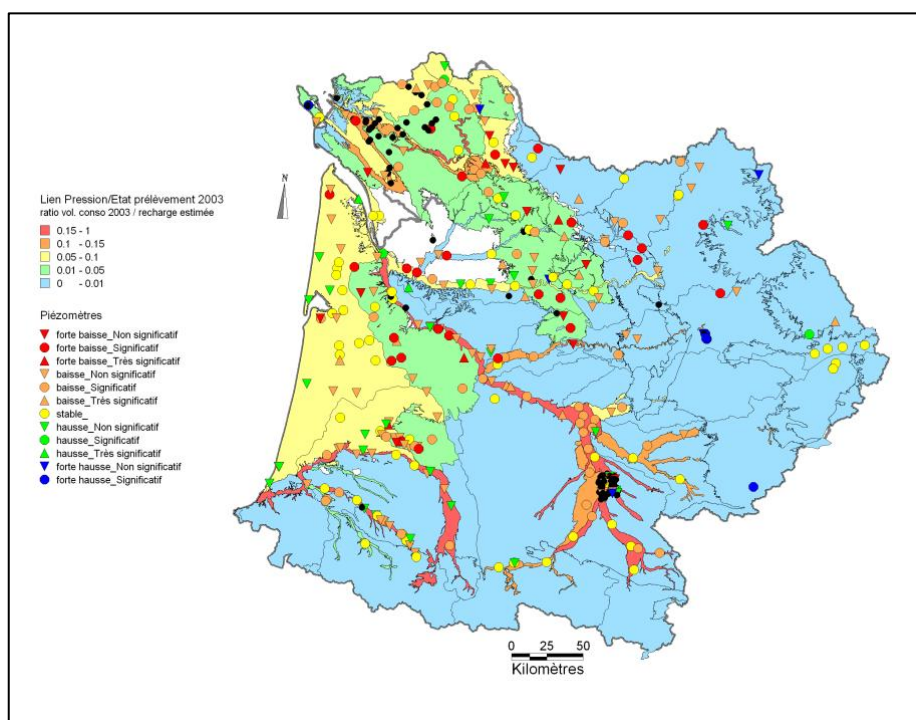 Lien Pression/Etat prélèvement 2003
ratio vol. conso 2003 / recharge estimée
0.15 - 1
0.1 - 0.15
0.05 - 0.1
0.01 - 0.05
0 - 0.01
Piézomètres
forte baisse_Non significatif
forte baisse_Significatif
forte baisse_Très significatif
baisse_Non significatif
baisse_Significatif
baisse_Très significatif
stable_
hausse_Non significatif
hausse_Significatif
hausse_Très significatif
forte hausse_Non significatif
forte hausse_Significatif
N
0 25 50
Kilomètres